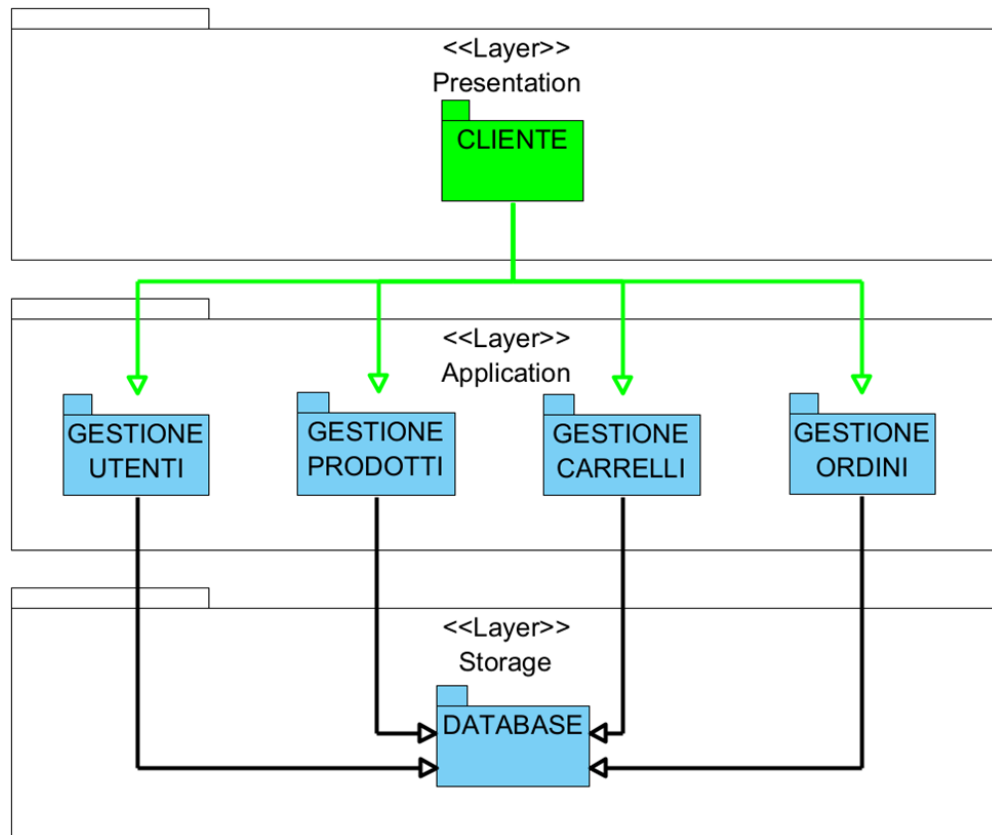 <<Layer>>
Presentation
CLIENTE
<<Layer>>
Application
GESTIONE
UTENTI
GESTIONE
PRODOTTI
GESTIONE
CARRELLI
GESTIONE
ORDINI
<<Layer>>
Storage
DATABASE